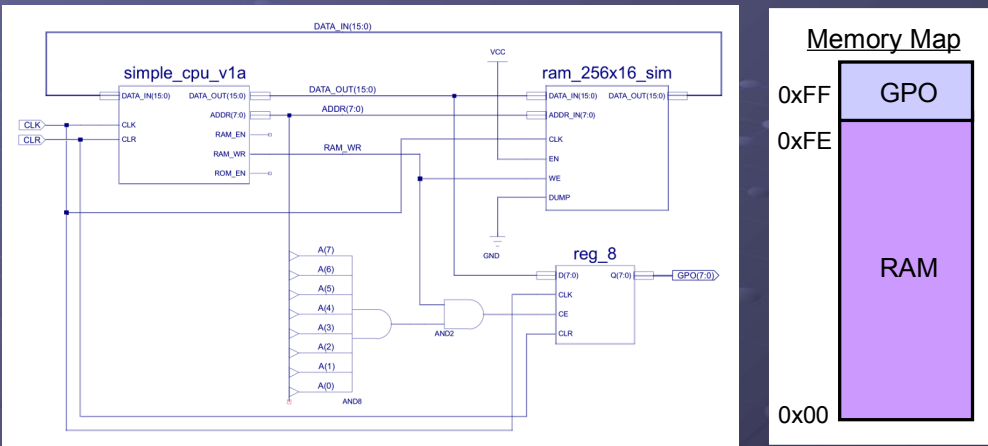 DATA_IN(15:0)
simple_cpu_v1a
DATA_IN(15:0) DATA_OUT(15:0)
ADDR(7:0)
CLK
RAM_EN
CLR
RAM_WR
ROM_EN
CLK
CLR
DATA_OUT(15:0)
ADDR(7:0)
RAM_WR
VCC
ram_256x16_sim
DATA_IN(15:0) DATA_OUT(15:0)
ADDR_IN(7:0)
CLK
EN
WE
DUMP
GND
A(7)
A(6)
A(5)
A(4)
A(3)
A(2)
A(1)
A(0)
AND8
AND2
reg_8
D(7:0) Q(7:0)
CLK
CE
CLR
GPO(7:0)
Memory Map
0xFF GPO
0xFE
RAM
0x00